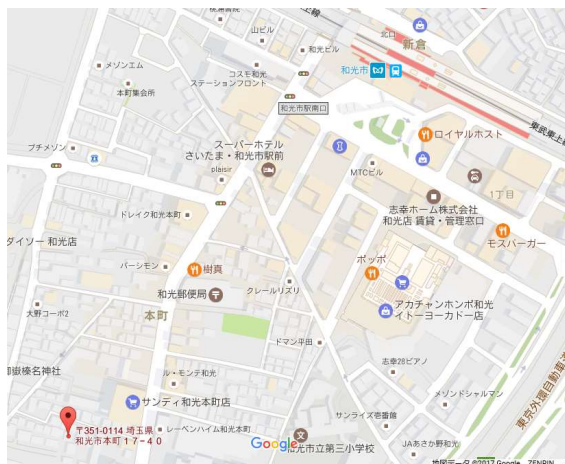 北口
新倉
山ビル
和光ビル
メゾンエム
コスモ和光
ステーションフロント
和光市
本町集会所
和光市駅南口
東武東上線
ロイヤルホスト
プチメゾン
スーパーホテル
さいたま・和光市駅前
plaisir
MTCビル
1丁目
志幸ホーム株式会社
和光店 賃貸・管理窓口
ドレイク和光本町
モスバーガー
ダイソー 和光店
パーシモン
樹真
ポッポ
和光郵便局
クレールリズリ
アカチャンホンポ和光
イトーヨーカドー店
大野コーポ2
本町
ドマン平田
志幸28ピアノ
御嶽榛名神社
ル・モンテ和光
東京外環自動車道
サンディ和光本町店
メゾンドシャルマン
〒351-0114 埼玉県
和光市本町17-40
レーベンハイム和光本町
サンライズ壱番館
Google
和光市立第三小学校
JAあさか野和光
地図データ ©2017 Google、ZENRIN